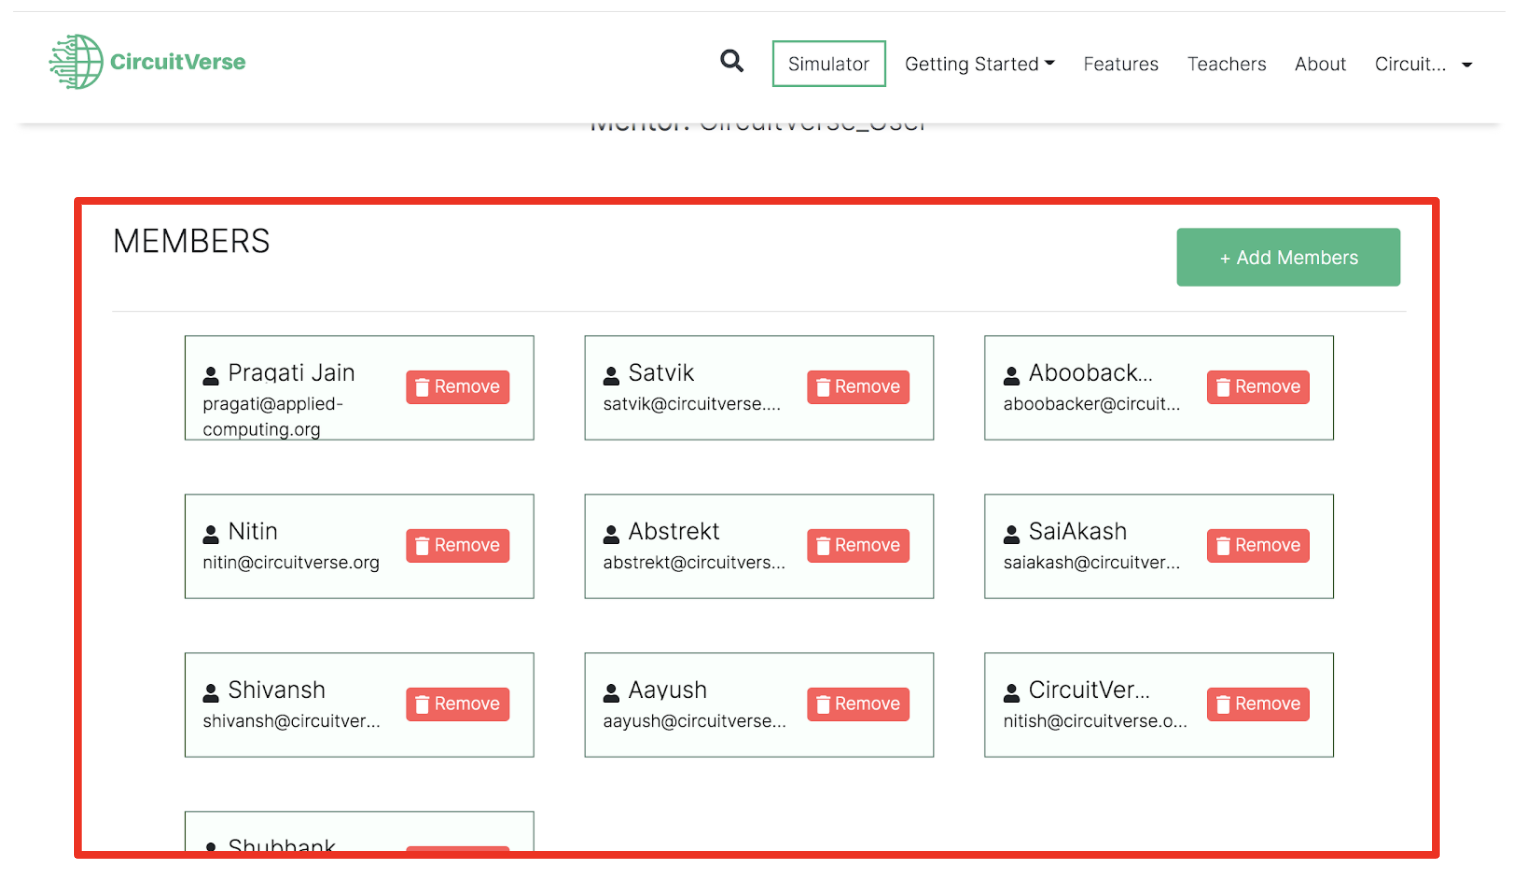 CircuitVerse
Simulator
Getting Started
Features
Teachers
About
Circuit...
Mentor: CircuitVerse_User
MEMBERS
+ Add Members
Pragati Jain
pragati@applied-
computing.org
Remove
Satvik
satvik@circuitverse....
Remove
Abooback...
aboobacker@circuit...
Remove
Nitin
nitin@circuitverse.org
Remove
Abstrekt
abstrekt@circuitvers...
Remove
SaiAkash
saiakash@circuitver...
Remove
Shivansh
shivansh@circuitver...
Remove
Aayush
aayush@circuitverse...
Remove
CircuitVer...
nitish@circuitverse.o...
Remove
Shubhank